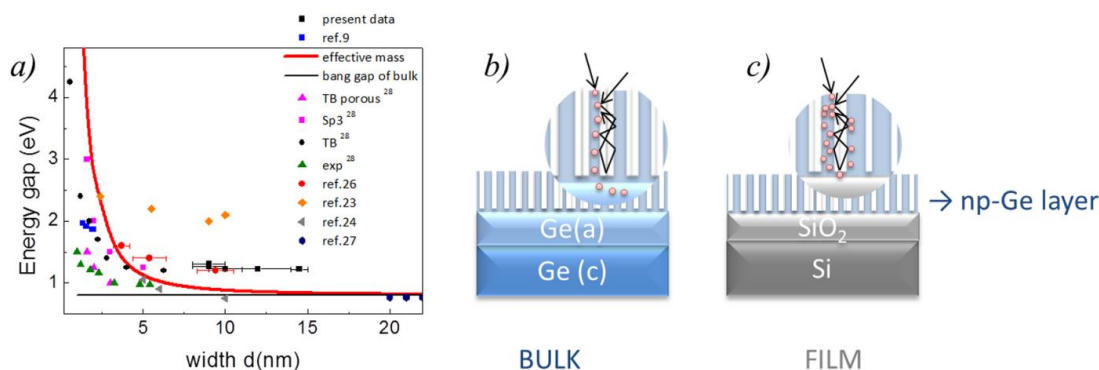 present data
ref.9
effective mass
bang gap of bulk
TB porous 28
Sp3 28
TB 28
exp 28
ref.26
ref.23
ref.24
ref.27
a)
Energy gap (eV)
4
3
2
1
5
10
15
20
width d(nm)
b)
Ge(a)
Ge (c)
BULK
c)
SiO2
Si
→ np-Ge layer
FILM